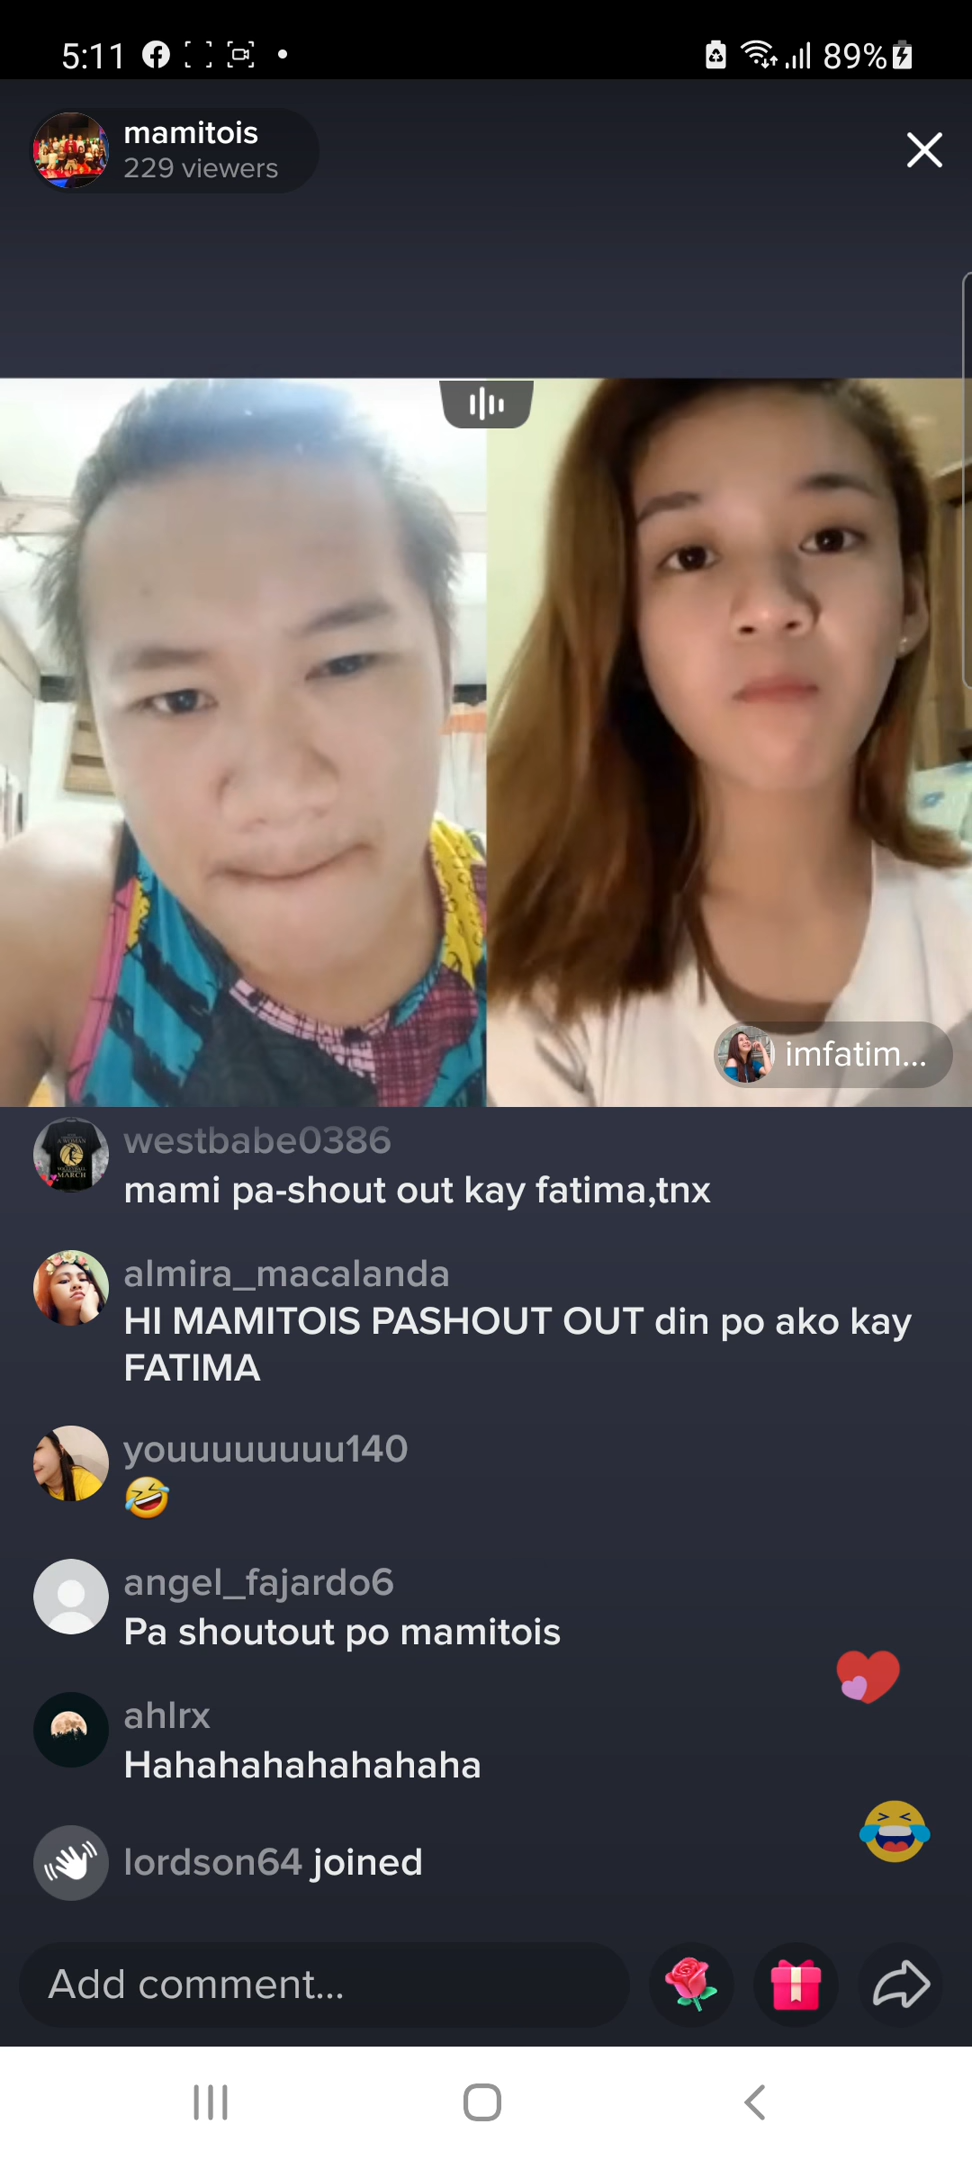 5:11
89%
mamitois
229 viewers
imfatim...
westbabe0386
mami pa-shout out kay fatima,tnx
almira_macalanda
HI MAMITOIS PASHOUT OUT din po ako kay
FATIMA
youuuuuuuu140
🤣
angel_fajardo6
Pa shoutout po mamitois
ahlrx
Hahahahahahahaha
lordson64 joined
Add comment...